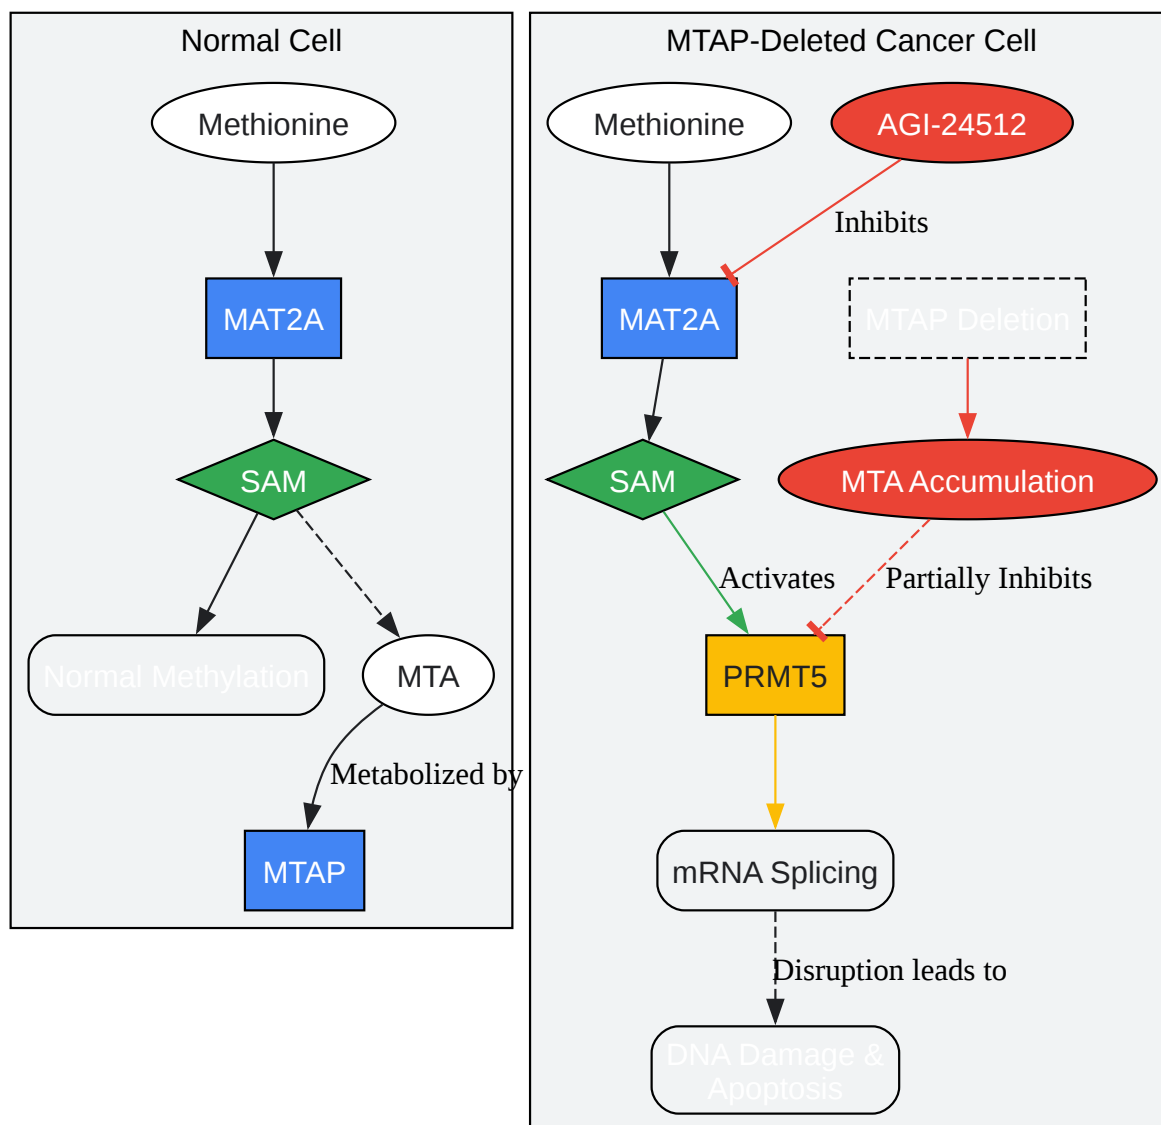 Normal Cell
Methionine
MAT2A
SAM
Normal Methylation
MTA
Metabolized by
MTAP
MTAP-Deleted Cancer Cell
Methionine
AGI-24512
Inhibits
MAT2A
MTAP Deletion
SAM
MTA Accumulation
Activates
Partially Inhibits
PRMT5
mRNA Splicing
Disruption leads to
DNA Damage &
Apoptosis